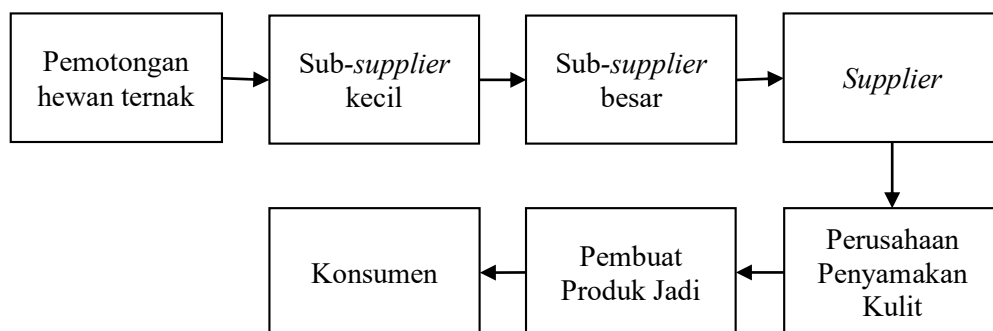 Pemotongan
hewan ternak
Sub-supplier
kecil
Sub-supplier
besar
Supplier
Perusahaan
Penyamakan
Kulit
Pembuat
Produk Jadi
Konsumen